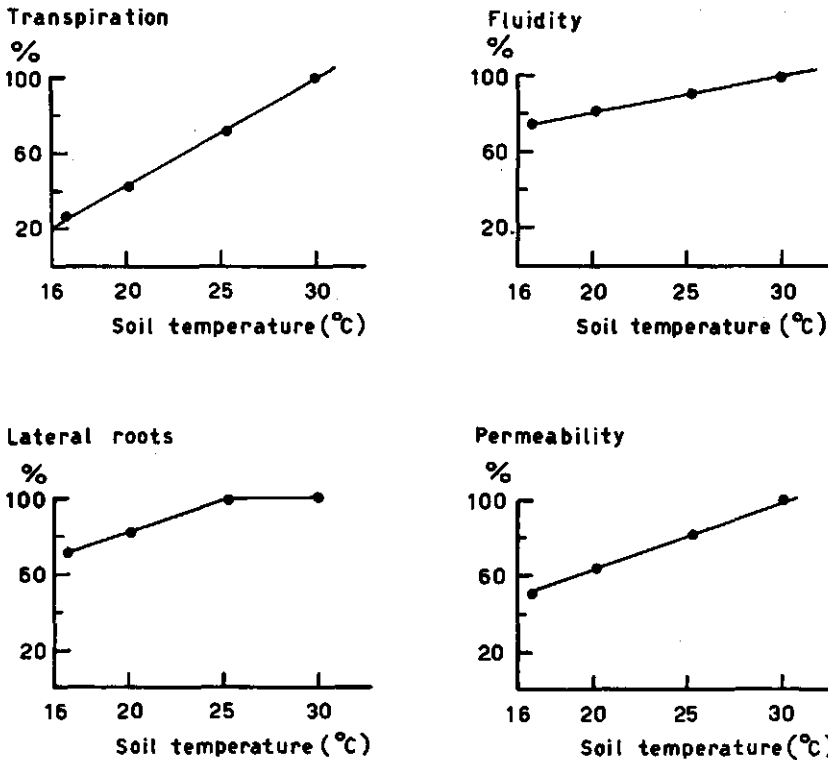 Transpiration
%
100
60
20
16 20 25 30
Soil temperature (°C)
Fluidity
%
100
60
20.
16 20 25 30
Soil temperature (°C)
Lateral roots
%
100
60
20
16 20 25 30
Soil temperature (°C)
Permeability
%
100
60
20
16 20 25 30
Soil temperature (°C)